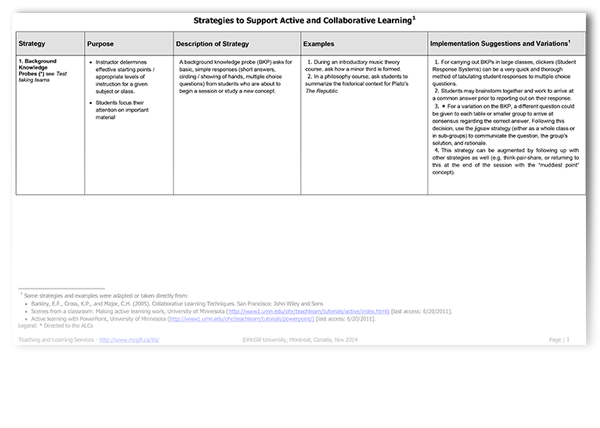 Strategies to Support Active and Collaborative Learning1
Strategy
Purpose
Description of Strategy
Examples
Implementation Suggestions and Variations1
1. Background
Knowledge
Probes (*) see Test
taking teams
• Instructor determines
effective starting points /
appropriate levels of
instruction for a given
subject or class.
• Students focus their
attention on important
material
A background knowledge probe (BKP) asks for
basic, simple responses (short answers,
circling / showing of hands, multiple choice
questions) from students who are about to
begin a session or study a new concept.
1. During an introductory music theory
course, ask how a minor third is formed.
2. In a philosophy course, ask students to
summarize the historical context for Plato's
The Republic.
1. For carrying out BKPs in large classes, clickers (Student
Response Systems) can be a very quick and thorough
method of tabulating student responses to multiple choice
questions.
2. Students may brainstorm together and work to arrive at
a common answer prior to reporting out on their response.
3. * For a variation on the BKP, a different question could
be given to each table or smaller group to arrive at
consensus regarding the correct answer. Following this
decision, use the jigsaw strategy (either as a whole class or
in sub-groups) to communicate the question, the group's
solution, and rationale.
4. This strategy can be augmented by following up with
other strategies as well (e.g. think-pair-share, or returning to
this at the end of the session with the "muddiest point"
concept).
1 Some strategies and examples were adapted or taken directly from:
• Barkley, E.F., Cross, K.P., and Major, C.H. (2005). Collaborative Learning Techniques. San Francisco: John Wiley and Sons
• Scenes from a classroom: Making active learning work, University of Minnesota (http://www1.umn.edu/ohr/teachlearn/tutorials/active/index.html) [last access: 6/20/2011].
• Active learning with PowerPoint, University of Minnesota (http://www1.umn.edu/ohr/teachlearn/tutorials/powerpoint/) [last access: 6/20/2011].
Legend: * Directed to the ALCs
Teaching and Learning Services - http://www.mcgill.ca/tls/
©McGill University, Montreal, Canada, Nov 2014
Page | 1